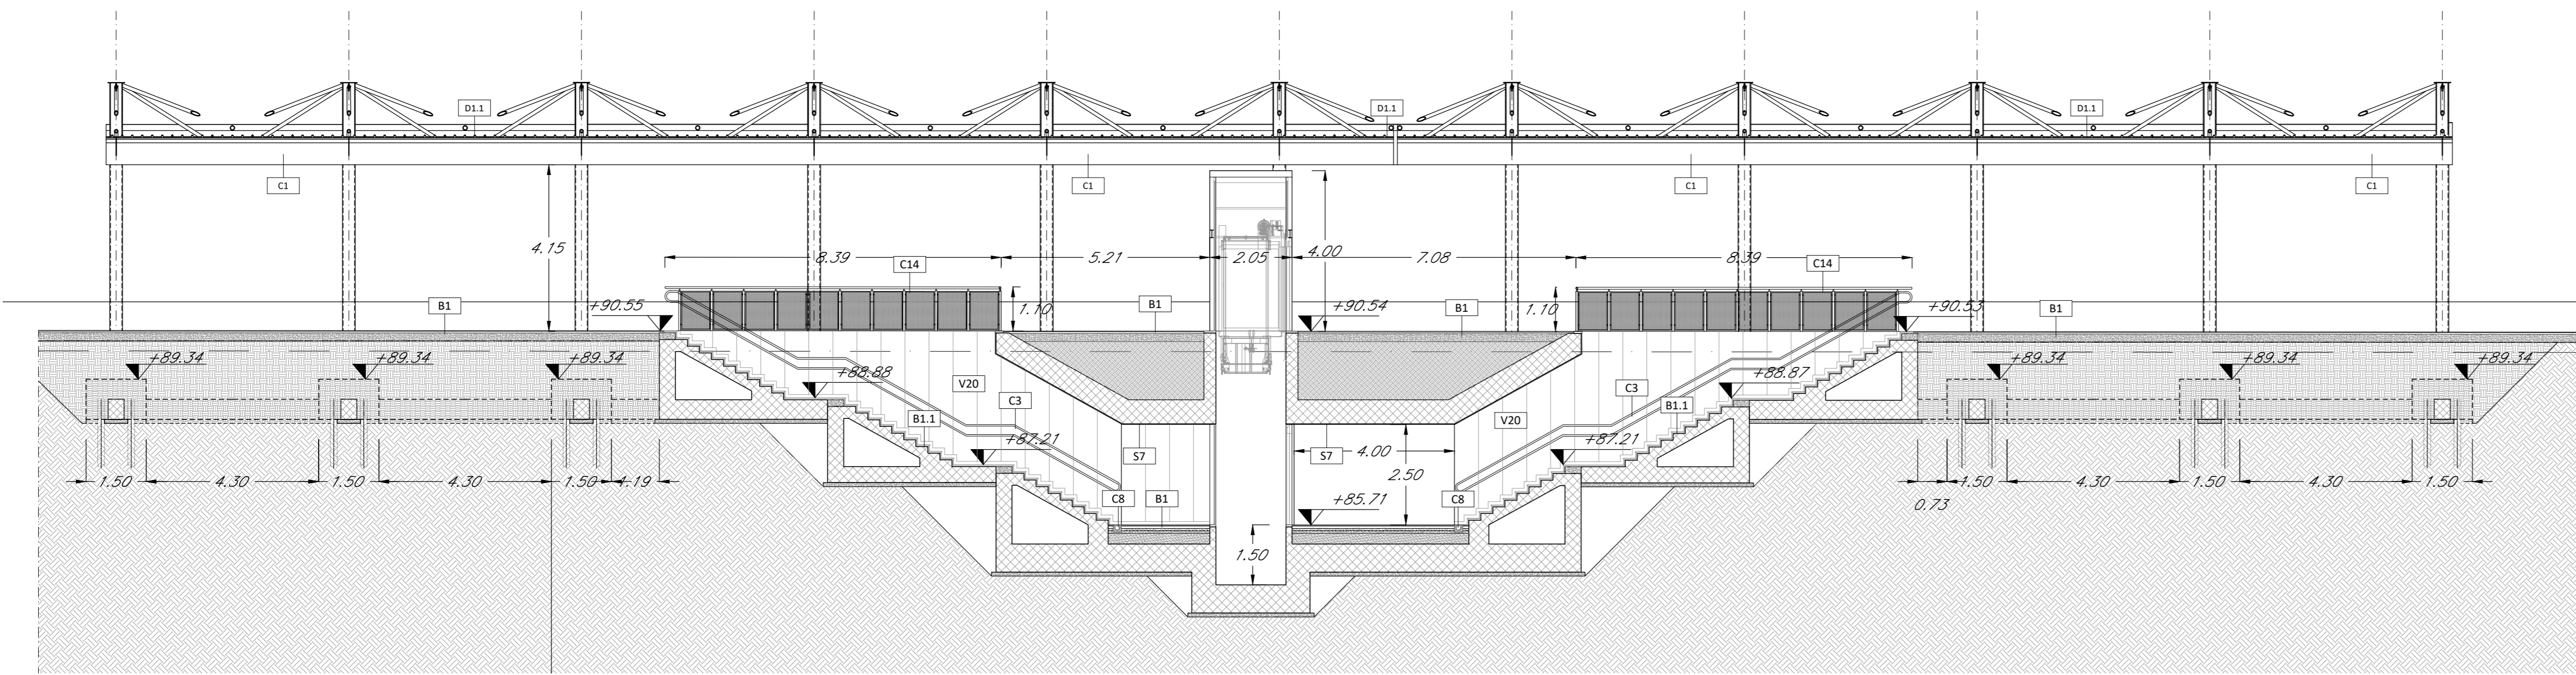 D1.1 D1.1 D1.1
C1 C1 C1 C1
4.15 8.39 C14 5.21 2.05 4.00 7.08 8.39 C14
B1 +90.55 1.10 B1 +90.54 B1 1.10 +90.53 B1
+89.34 +89.34 +89.34 +89.34 +89.34 +89.34
+88.88 V20 C3 C3 +88.87
B1.1 V20 B1.1
+87.21 S7 S7 4.00 +87.21
1.50 4.30 1.50 4.30 1.50 1.19 2.50 1.50 4.30 1.50 4.30 1.50
C8 B1 +85.71 C8 0.73
1.50